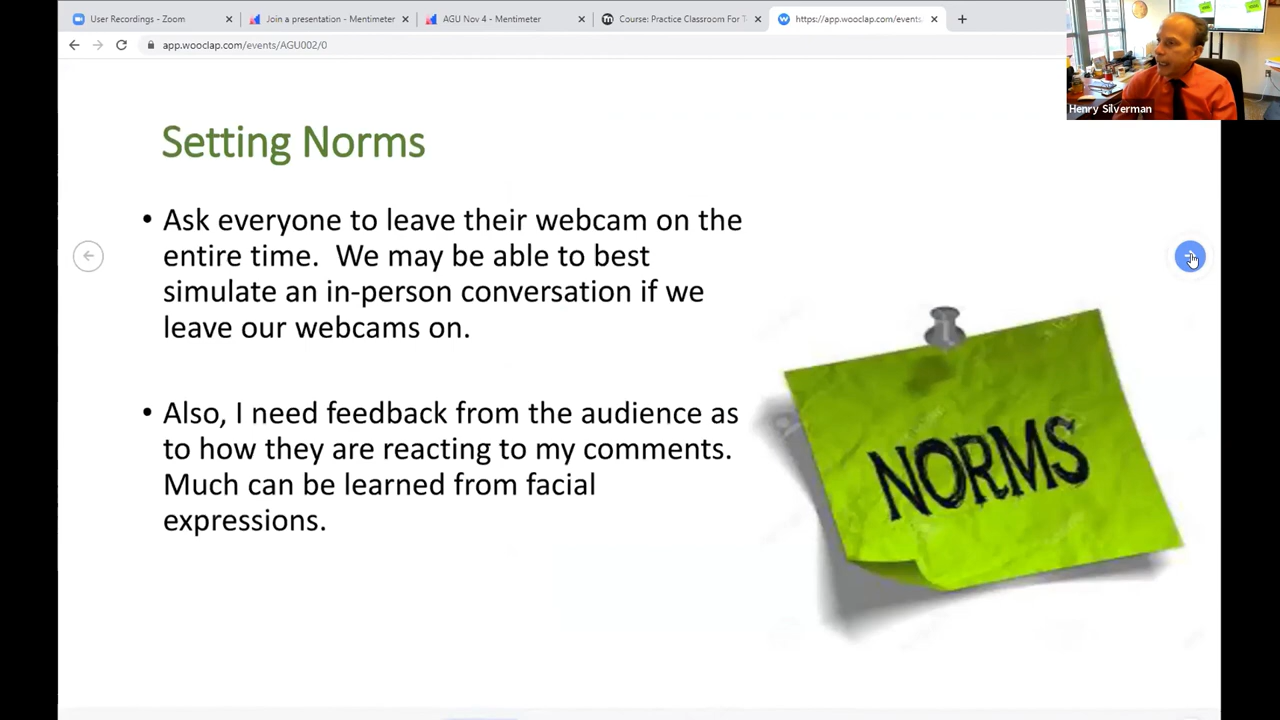 User Recordings - Zoom
Join a presentation - Mentimeter
AGU Nov 4 - Mentimeter
Course: Practice Classroom For T
https://app.wooclap.com/events
app.wooclap.com/events/AGU002/0
Henry Silverman
Setting Norms
• Ask everyone to leave their webcam on the
entire time.  We may be able to best
simulate an in-person conversation if we
leave our webcams on.
• Also, I need feedback from the audience as
to how they are reacting to my comments.
Much can be learned from facial
expressions.
NORMS